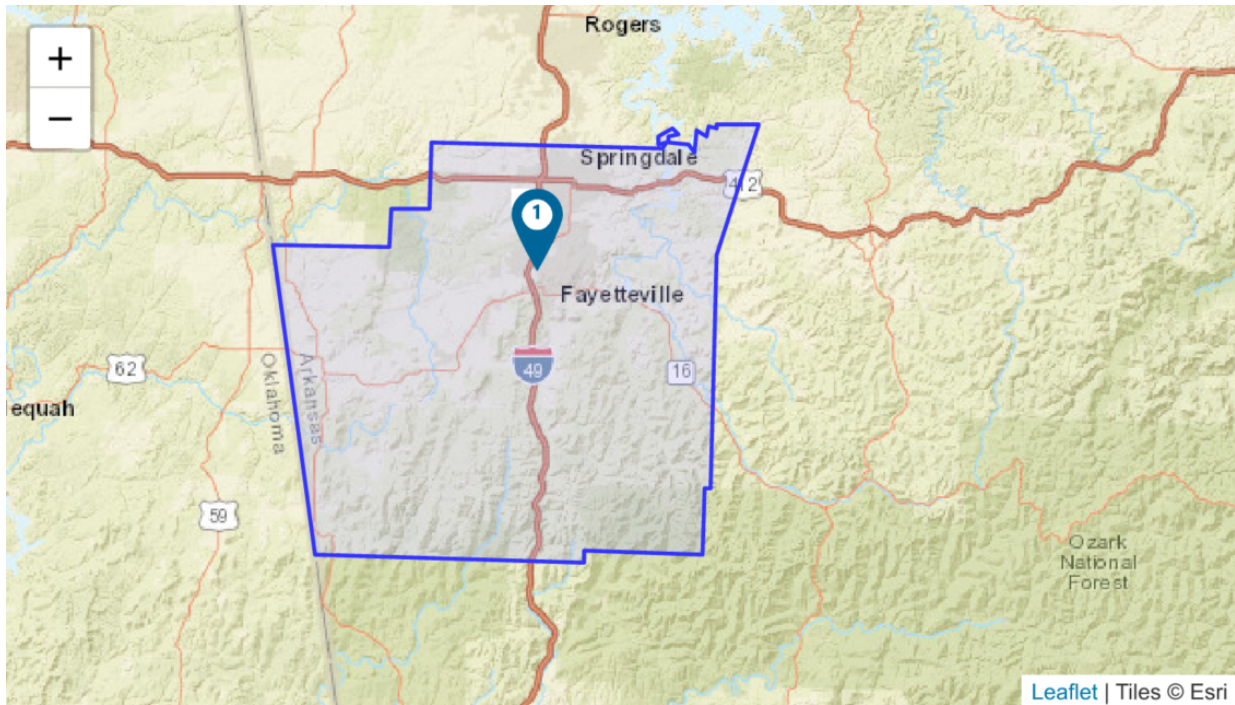 Rogers
+
−
Springdale
412
1
Fayetteville
62
Arkansas
Oklahoma
49
16
equah
59
Ozark
National
Forest
Leaflet | Tiles © Esri